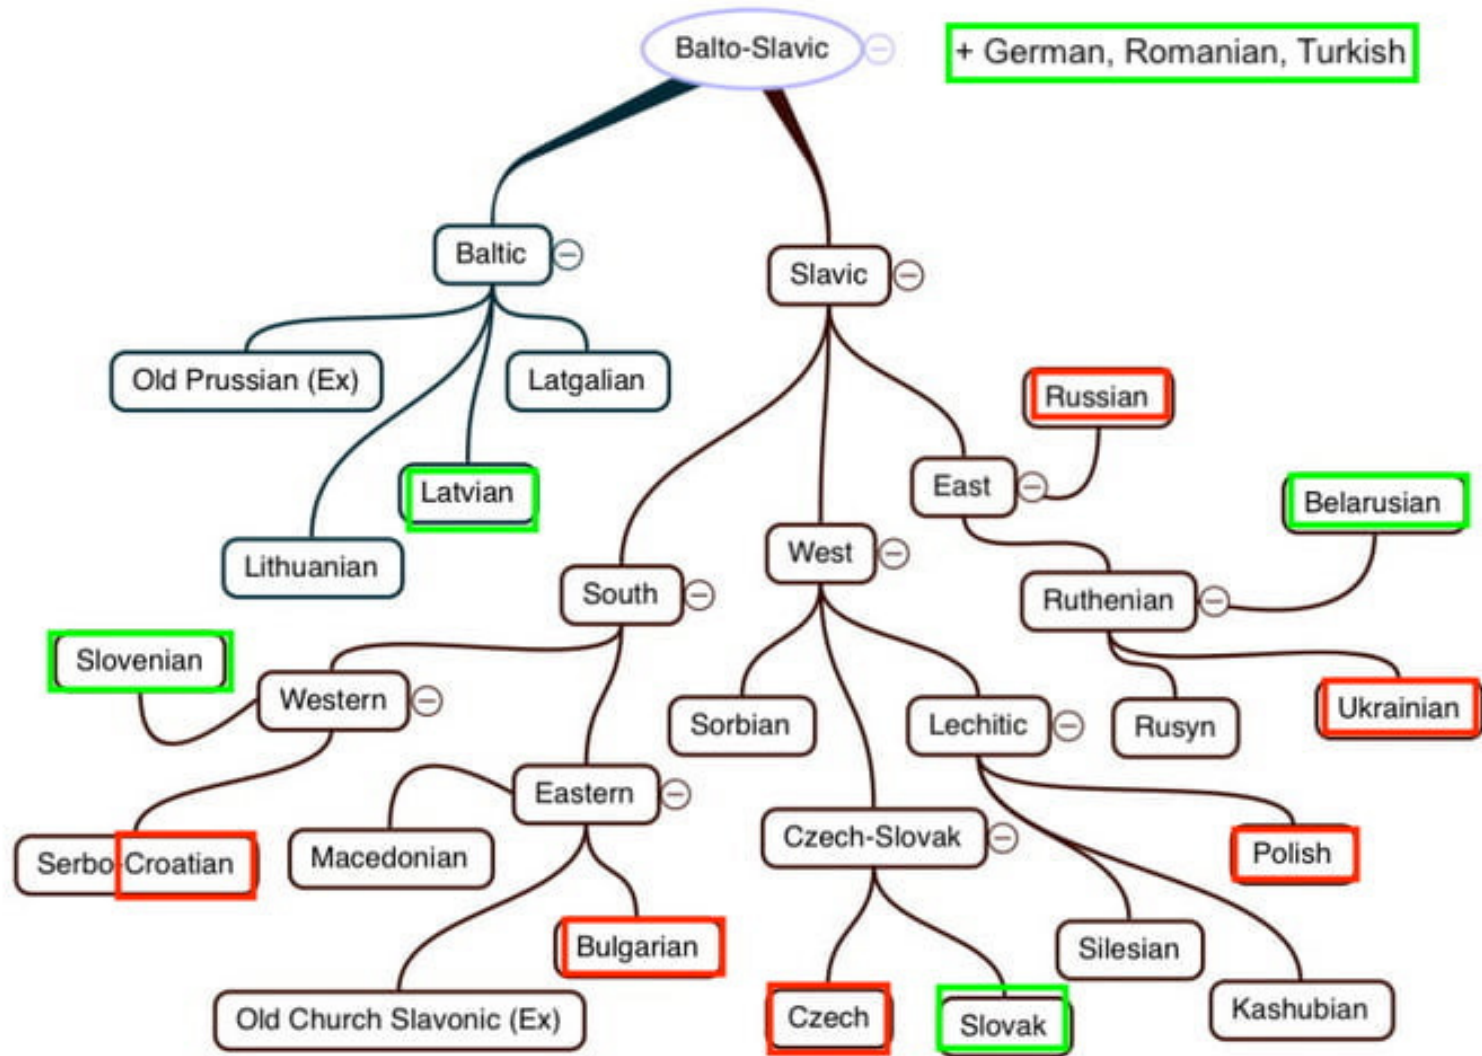 Balto-Slavic
+ German, Romanian, Turkish
Baltic
Slavic
Old Prussian (Ex)
Latgalian
Russian
Latvian
East
Belarusian
Lithuanian
West
South
Ruthenian
Slovenian
Western
Sorbian
Lechitic
Rusyn
Ukrainian
Eastern
Czech-Slovak
Serbo-Croatian
Macedonian
Polish
Bulgarian
Silesian
Old Church Slavonic (Ex)
Czech
Slovak
Kashubian